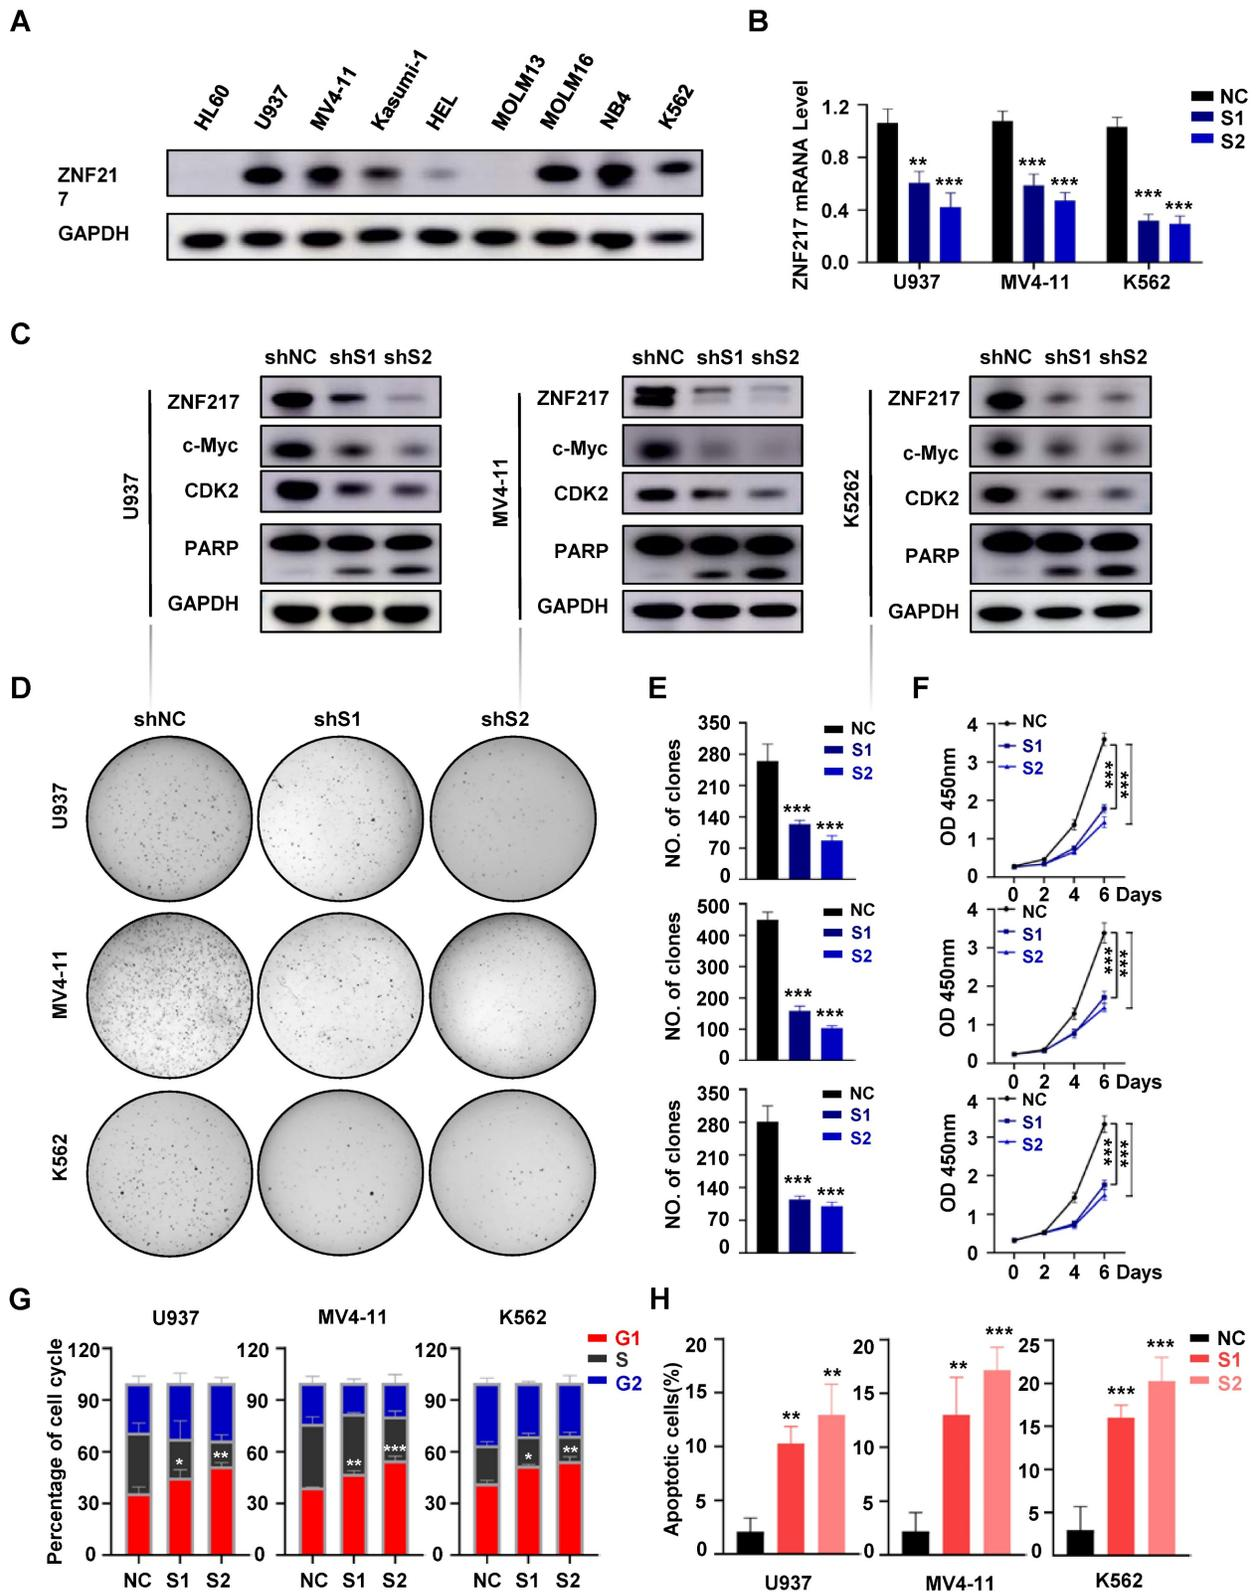 A
HL60
U937
MV4-11
Kasumi-1
HEL
MOLM13
MOLM16
NB4
K562
ZNF21
7
GAPDH
B
ZNF217 mRANA Level
1.2
0.8
0.4
0.0
** *** *** *** *** ***
U937 MV4-11 K562
NC
S1
S2
C
U937
shNC shS1 shS2
ZNF217
c-Myc
CDK2
PARP
GAPDH
MV4-11
shNC shS1 shS2
ZNF217
c-Myc
CDK2
PARP
GAPDH
K5262
shNC shS1 shS2
ZNF217
c-Myc
CDK2
PARP
GAPDH
D
shNC shS1 shS2
U937
MV4-11
K562
E
NO. of clones
350
280
210
140
70
0
*** ***
NC
S1
S2
NO. of clones
500
400
300
200
100
0
*** ***
NC
S1
S2
NO. of clones
350
280
210
140
70
0
*** ***
NC
S1
S2
F
OD 450nm
4
3
2
1
0
NC
S1
S2
*** ***
0 2 4 6 Days
OD 450nm
4
3
2
1
0
NC
S1
S2
*** ***
0 2 4 6 Days
OD 450nm
4
3
2
1
0
NC
S1
S2
*** ***
0 2 4 6 Days
G
Percentage of cell cycle
U937
120
90
60
30
0
* **
NC S1 S2
MV4-11
120
90
60
30
0
** ***
NC S1 S2
K562
120
90
60
30
0
* **
NC S1 S2
G1
S
G2
H
Apoptotic cells(%)
20
15
10
5
0
** **
U937
20
15
10
5
0
** ***
MV4-11
25
20
15
10
5
0
*** ***
K562
NC
S1
S2